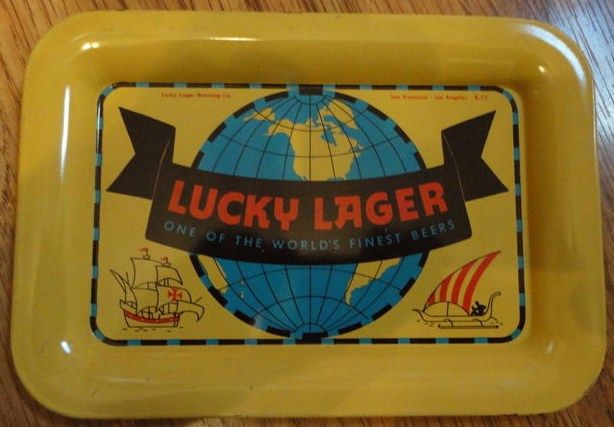 Lucky Lager Brewing Co.
San Francisco - Los Angeles
LUCKY LAGER
ONE OF THE WORLD'S FINEST BEERS